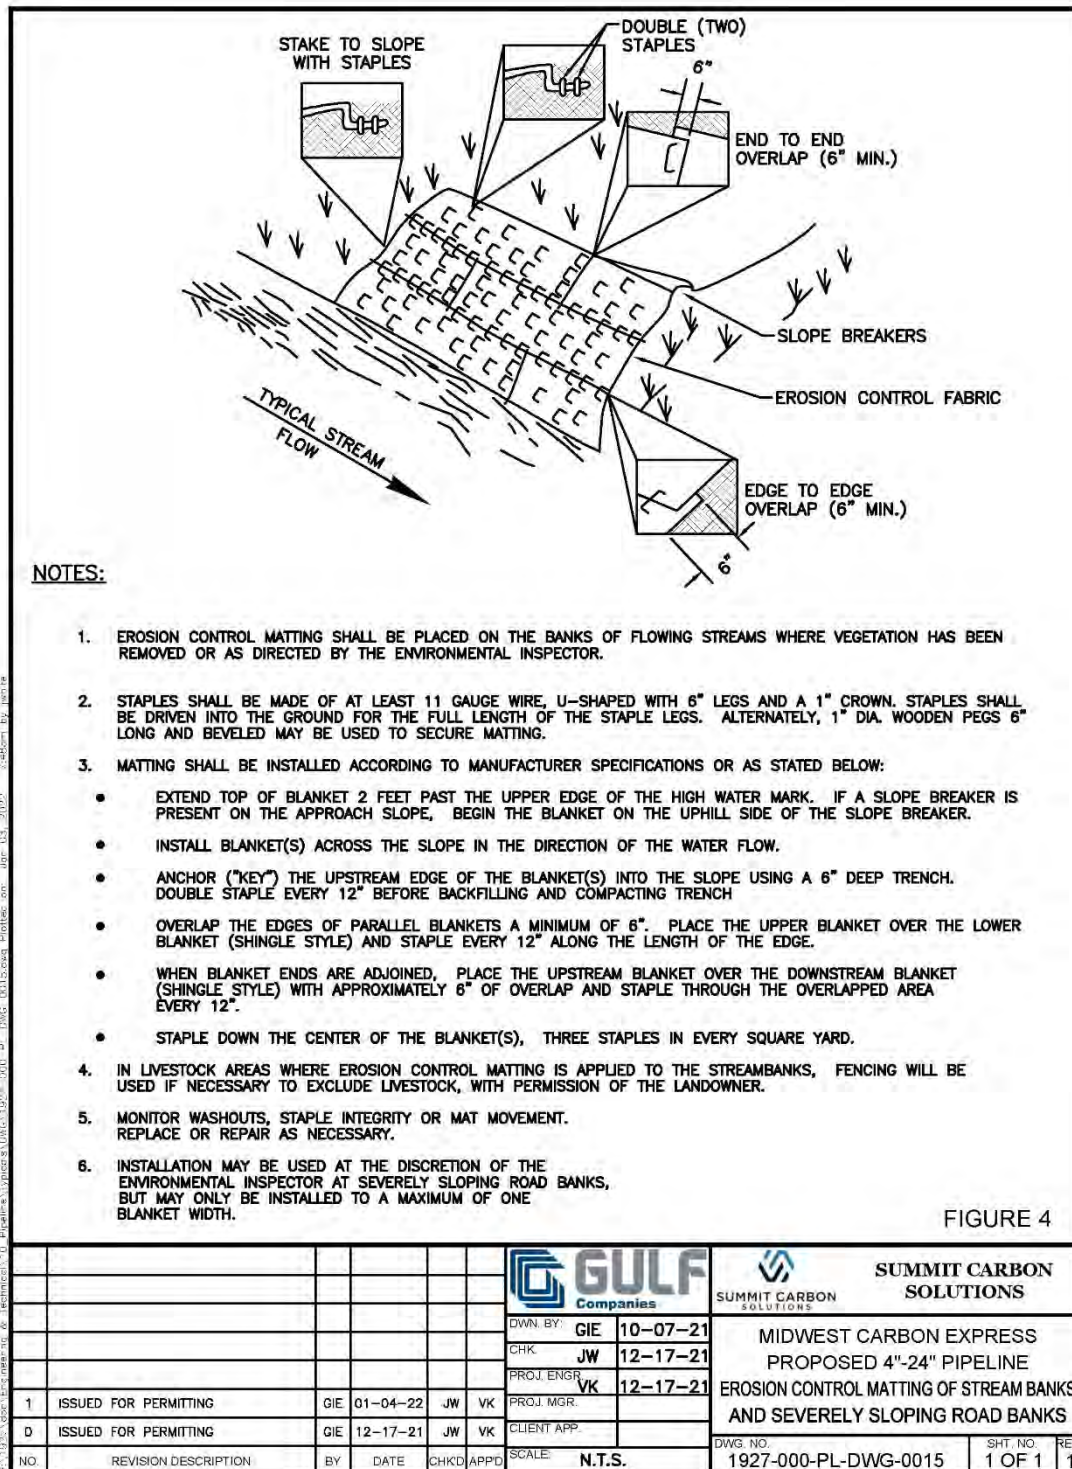 STAKE TO SLOPE
WITH STAPLES
DOUBLE (TWO)
STAPLES
6"
END TO END
OVERLAP (6" MIN.)
SLOPE BREAKERS
EROSION CONTROL FABRIC
TYPICAL STREAM
FLOW
EDGE TO EDGE
OVERLAP (6" MIN.)
6"
NOTES:
1. EROSION CONTROL MATTING SHALL BE PLACED ON THE BANKS OF FLOWING STREAMS WHERE VEGETATION HAS BEEN
REMOVED OR AS DIRECTED BY THE ENVIRONMENTAL INSPECTOR.
2. STAPLES SHALL BE MADE OF AT LEAST 11 GAUGE WIRE, U-SHAPED WITH 6" LEGS AND A 1" CROWN. STAPLES SHALL
BE DRIVEN INTO THE GROUND FOR THE FULL LENGTH OF THE STAPLE LEGS. ALTERNATELY, 1" DIA. WOODEN PEGS 6"
LONG AND BEVELED MAY BE USED TO SECURE MATTING.
3. MATTING SHALL BE INSTALLED ACCORDING TO MANUFACTURER SPECIFICATIONS OR AS STATED BELOW:
• EXTEND TOP OF BLANKET 2 FEET PAST THE UPPER EDGE OF THE HIGH WATER MARK. IF A SLOPE BREAKER IS
PRESENT ON THE APPROACH SLOPE, BEGIN THE BLANKET ON THE UPHILL SIDE OF THE SLOPE BREAKER.
• INSTALL BLANKET(S) ACROSS THE SLOPE IN THE DIRECTION OF THE WATER FLOW.
• ANCHOR ("KEY") THE UPSTREAM EDGE OF THE BLANKET(S) INTO THE SLOPE USING A 6" DEEP TRENCH.
DOUBLE STAPLE EVERY 12" BEFORE BACKFILLING AND COMPACTING TRENCH
• OVERLAP THE EDGES OF PARALLEL BLANKETS A MINIMUM OF 6". PLACE THE UPPER BLANKET OVER THE LOWER
BLANKET (SHINGLE STYLE) AND STAPLE EVERY 12" ALONG THE LENGTH OF THE EDGE.
• WHEN BLANKET ENDS ARE ADJOINED, PLACE THE UPSTREAM BLANKET OVER THE DOWNSTREAM BLANKET
(SHINGLE STYLE) WITH APPROXIMATELY 6" OF OVERLAP AND STAPLE THROUGH THE OVERLAPPED AREA
EVERY 12".
• STAPLE DOWN THE CENTER OF THE BLANKET(S), THREE STAPLES IN EVERY SQUARE YARD.
4. IN LIVESTOCK AREAS WHERE EROSION CONTROL MATTING IS APPLIED TO THE STREAMBANKS, FENCING WILL BE
USED IF NECESSARY TO EXCLUDE LIVESTOCK, WITH PERMISSION OF THE LANDOWNER.
5. MONITOR WASHOUTS, STAPLE INTEGRITY OR MAT MOVEMENT.
REPLACE OR REPAIR AS NECESSARY.
6. INSTALLATION MAY BE USED AT THE DISCRETION OF THE
ENVIRONMENTAL INSPECTOR AT SEVERELY SLOPING ROAD BANKS,
BUT MAY ONLY BE INSTALLED TO A MAXIMUM OF ONE
BLANKET WIDTH.
FIGURE 4
1 ISSUED FOR PERMITTING GIE 01-04-22 JW VK
D ISSUED FOR PERMITTING GIE 12-17-21 JW VK
NO. REVISION DESCRIPTION BY DATE CHK'D APP'D
GULF
Companies
DWN. BY: GIE 10-07-21
CHK. JW 12-17-21
PROJ. ENGR. VK 12-17-21
PROJ. MGR.
CLIENT APP.
SCALE: N.T.S.
SUMMIT CARBON
SOLUTIONS
SUMMIT CARBON
SOLUTIONS
MIDWEST CARBON EXPRESS
PROPOSED 4"-24" PIPELINE
EROSION CONTROL MATTING OF STREAM BANKS
AND SEVERELY SLOPING ROAD BANKS
DWG. NO.
1927-000-PL-DWG-0015
SHT. NO.
1 OF 1
RE
1